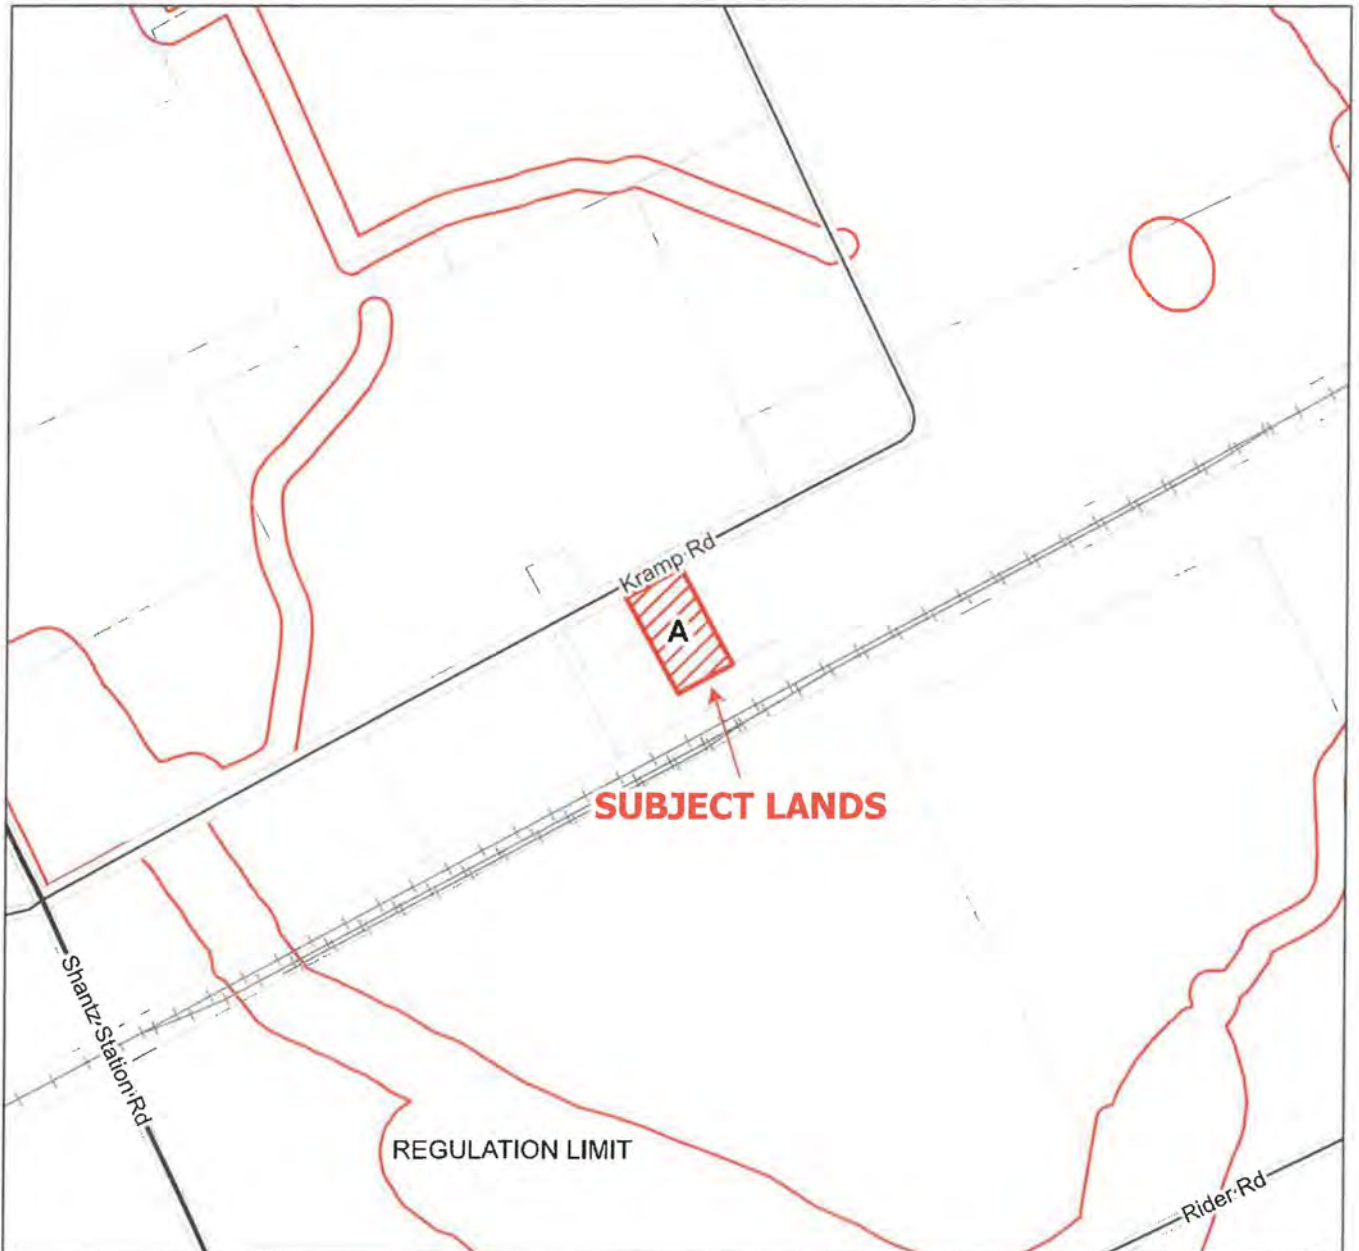 Kramp Rd
A
SUBJECT LANDS
Shantz Station Rd
REGULATION LIMIT
Rider Rd